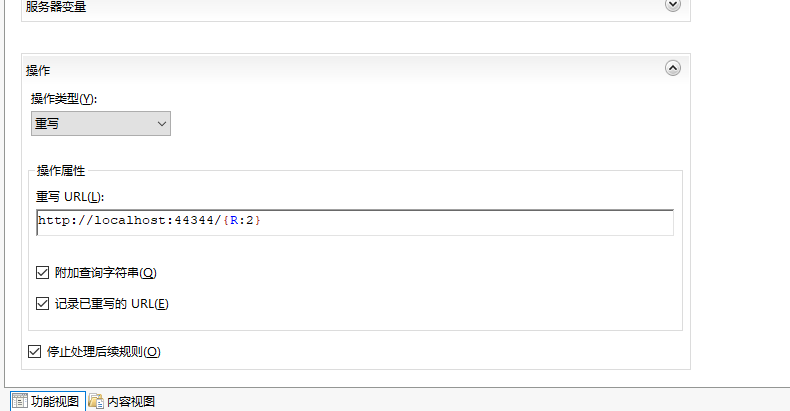 服务器变量
操作
操作类型(Y):
重写
操作属性
重写 URL(L):
http://localhost:44344/{R:2}
附加查询字符串(Q)
记录已重写的 URL(E)
停止处理后续规则(O)
功能视图 内容视图